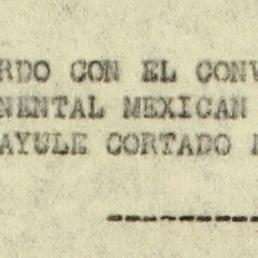 RDO CON EL CONV
NENTAL MEXICAN
AYULE CORTADO